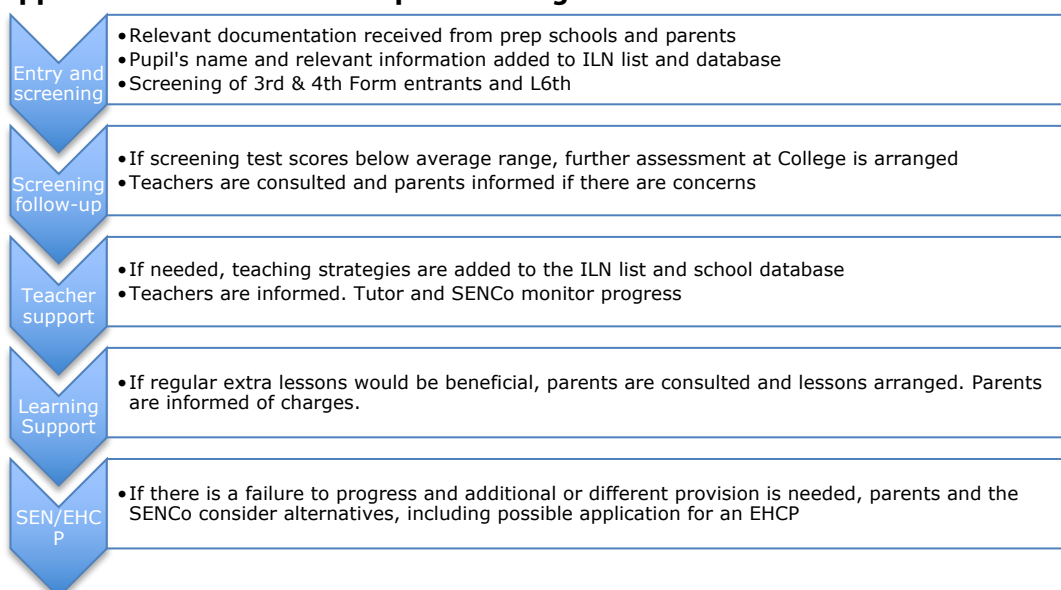 Entry and
screening
•Relevant documentation received from prep schools and parents
•Pupil's name and relevant information added to ILN list and database
•Screening of 3rd & 4th Form entrants and L6th
Screening
follow-up
•If screening test scores below average range, further assessment at College is arranged
•Teachers are consulted and parents informed if there are concerns
Teacher
support
•If needed, teaching strategies are added to the ILN list and school database
•Teachers are informed. Tutor and SENCo monitor progress
Learning
Support
•If regular extra lessons would be beneficial, parents are consulted and lessons arranged. Parents
are informed of charges.
SEN/EHC
P
•If there is a failure to progress and additional or different provision is needed, parents and the
SENCo consider alternatives, including possible application for an EHCP